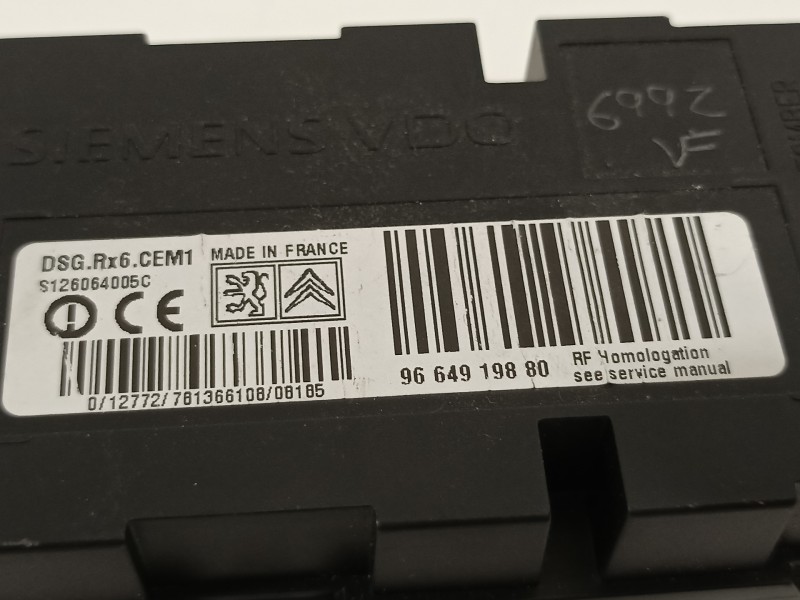 SIEMENS VDO
6992
VF
DSG.Rx6.CEM1
S126064005C
MADE IN FRANCE
CE
0/12772/781366108/08185
96 649 198 80
RF Homologation
see service manual